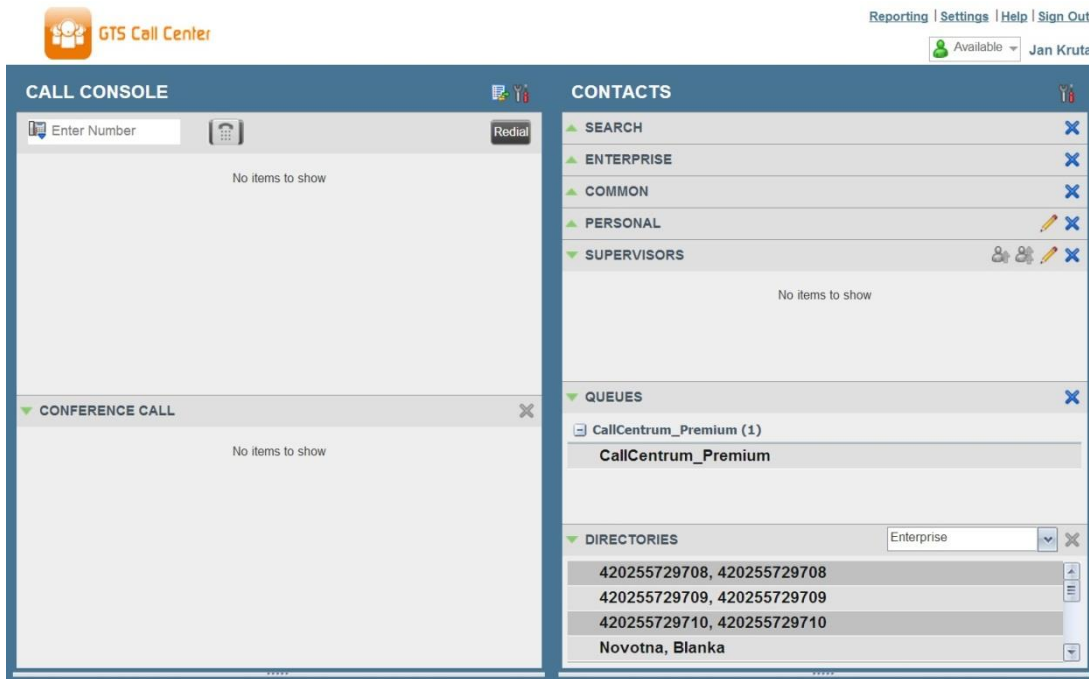 GTS Call Center
Reporting | Settings | Help | Sign Out
Available
Jan Kruta
CALL CONSOLE
Enter Number
Redial
No items to show
CONFERENCE CALL
No items to show
CONTACTS
SEARCH
ENTERPRISE
COMMON
PERSONAL
SUPERVISORS
No items to show
QUEUES
CallCentrum_Premium (1)
CallCentrum_Premium
DIRECTORIES
Enterprise
420255729708, 420255729708
420255729709, 420255729709
420255729710, 420255729710
Novotna, Blanka